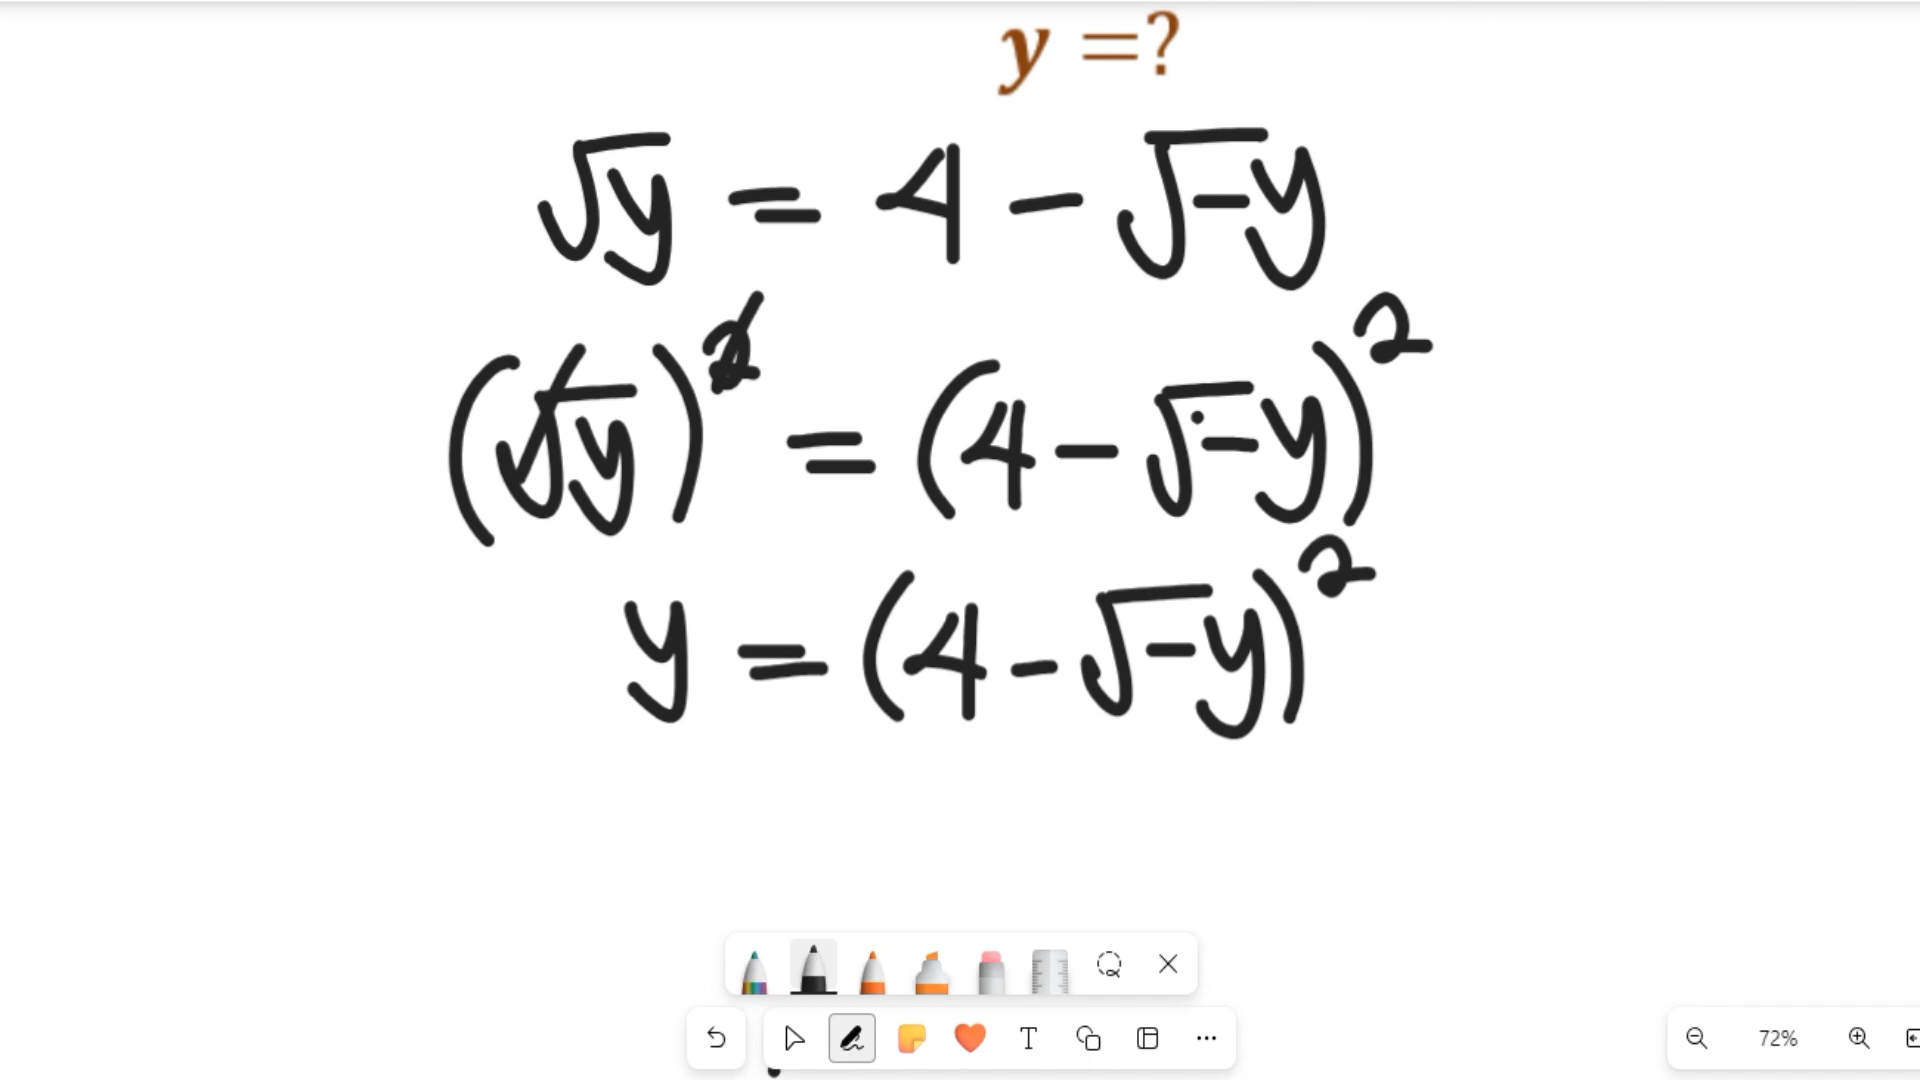 y =?
√y = 4 - √-y
(√y)² = (4 - √-y)²
y = (4 - √-y)²
72%